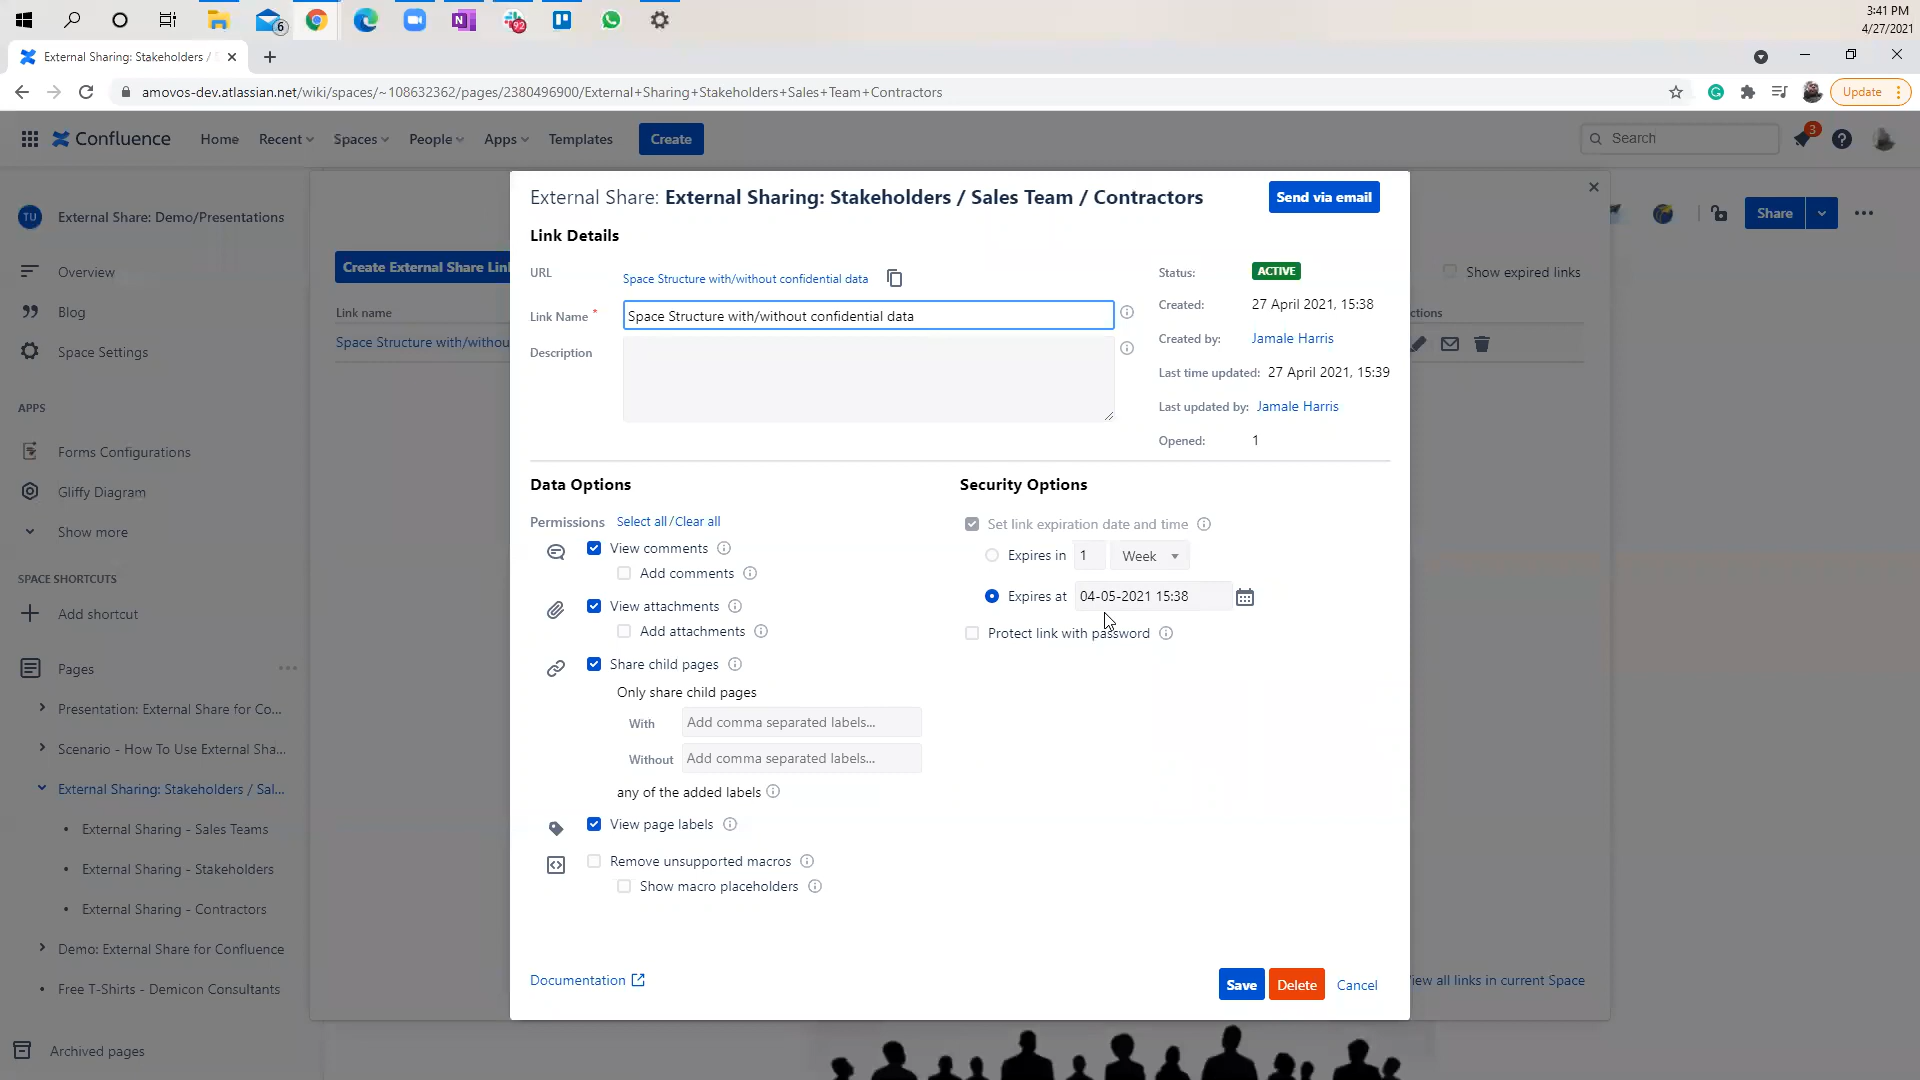 6
92
3:41 PM
4/27/2021
External Sharing: Stakeholders /
amovos-dev.atlassian.net/wiki/spaces/~108632362/pages/2380496900/External+Sharing+Stakeholders+Sales+Team+Contractors
Update
Confluence
Home
Recent
Spaces
People
Apps
Templates
Create
Search
3
TU
External Share: Demo/Presentations
Overview
Blog
Space Settings
APPS
Forms Configurations
Gliffy Diagram
Show more
SPACE SHORTCUTS
Add shortcut
Pages
Presentation: External Share for Co...
Scenario - How To Use External Sha...
External Sharing: Stakeholders / Sal...
External Sharing - Sales Teams
External Sharing - Stakeholders
External Sharing - Contractors
Demo: External Share for Confluence
Free T-Shirts - Demicon Consultants
Archived pages
Share
Create External Share Lin
Show expired links
Link name
ctions
Space Structure with/withou
View all links in current Space
External Share: External Sharing: Stakeholders / Sales Team / Contractors
Send via email
Link Details
URL
Space Structure with/without confidential data
Link Name *
Space Structure with/without confidential data
Description
Status: ACTIVE
Created: 27 April 2021, 15:38
Created by: Jamale Harris
Last time updated: 27 April 2021, 15:39
Last updated by: Jamale Harris
Opened: 1
Data Options
Permissions Select all/Clear all
View comments
Add comments
View attachments
Add attachments
Share child pages
Only share child pages
With Add comma separated labels...
Without Add comma separated labels...
any of the added labels
View page labels
Remove unsupported macros
Show macro placeholders
Security Options
Set link expiration date and time
Expires in 1 Week
Expires at 04-05-2021 15:38
Protect link with password
Documentation
Save
Delete
Cancel